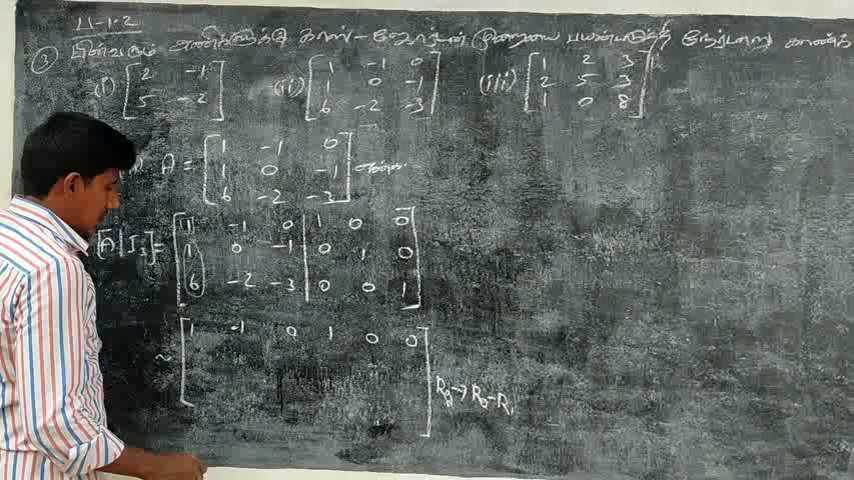 11-1.2
③ பின்வரும் அணிகளுக்கு காஸ் - ஜோர்டன் முறையை பயன்படுத்தி நேர்மாறு காண்க
(i) [2 -1 (ii) [1 -1 0 (iii) [1 2 3
5 -2] 1 0 -1 2 5 3
6 -2 -3] 1 0 8]
A = [1 -1 0
1 0 -1 என்க.
6 -2 -3]
[A|I₃] = [1 -1 0 | 1 0 0
1 0 -1 | 0 1 0
6 -2 -3 | 0 0 1]
~ [1 -1 0 1 0 0]
R₂→R₂-R₁